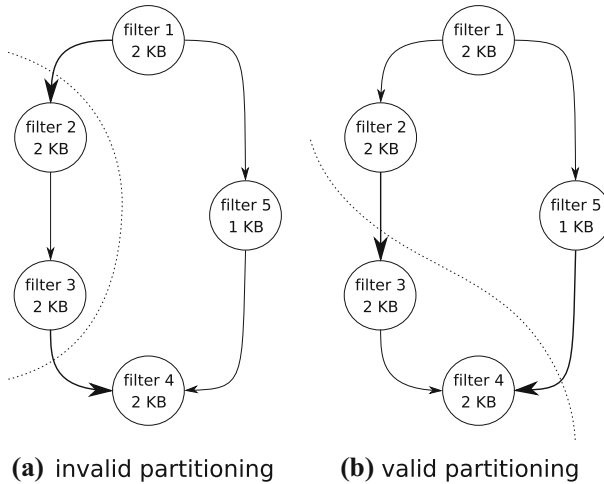 filter 1
2 KB
filter 2
2 KB
filter 5
1 KB
filter 3
2 KB
filter 4
2 KB
(a) invalid partitioning
filter 1
2 KB
filter 2
2 KB
filter 5
1 KB
filter 3
2 KB
filter 4
2 KB
(b) valid partitioning